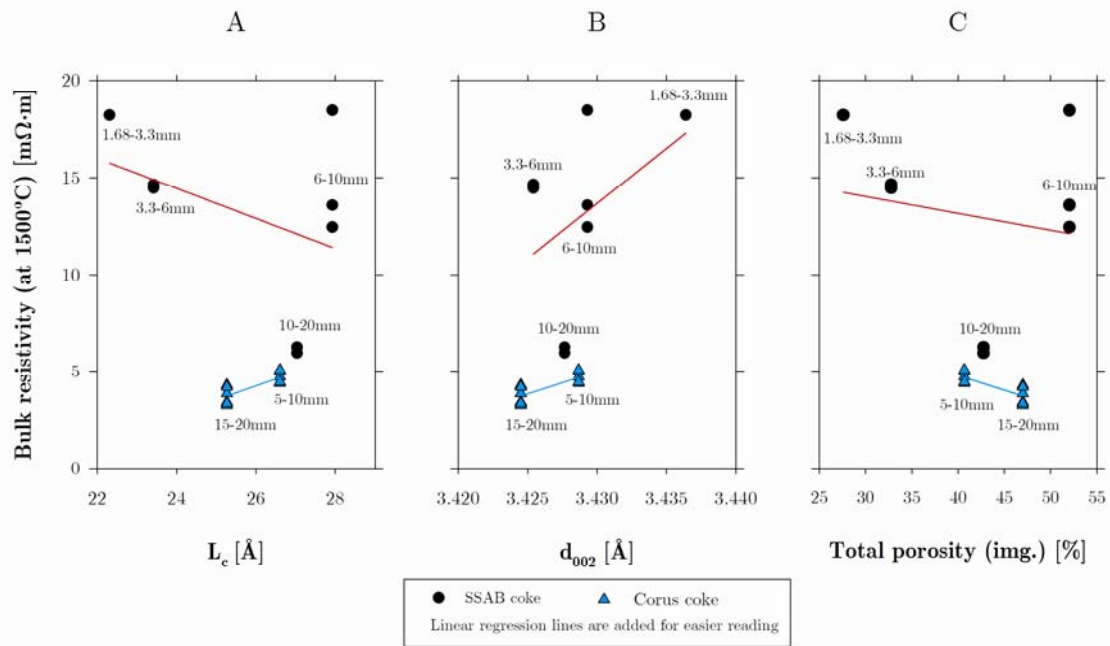 A
B
C
Bulk resistivity (at 1500°C) [mΩ·m]
20
15
10
5
0
1.68-3.3mm
3.3-6mm
6-10mm
10-20mm
5-10mm
15-20mm
22 24 26 28
L_c [Å]
1.68-3.3mm
3.3-6mm
6-10mm
10-20mm
5-10mm
15-20mm
3.420 3.425 3.430 3.435 3.440
d_002 [Å]
1.68-3.3mm
3.3-6mm
6-10mm
10-20mm
5-10mm
15-20mm
25 30 35 40 45 50 55
Total porosity (img.) [%]
SSAB coke Corus coke
Linear regression lines are added for easier reading